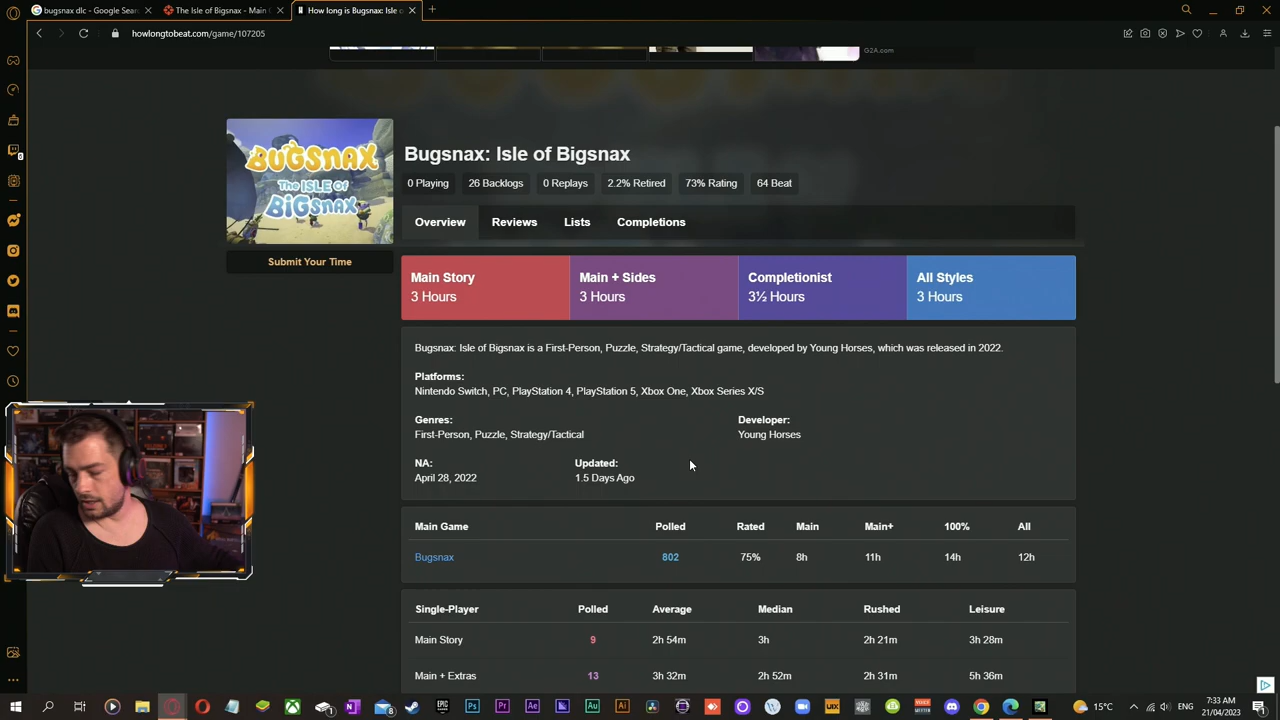 bugsnax dlc - Google Sear
The Isle of Bigsnax - Main
How long is Bugsnax: Isle o
howlongtobeat.com/game/107205
G2A.com
BUGSNAX
THE ISLE OF
BIGSNAX
Submit Your Time
Bugsnax: Isle of Bigsnax
0 Playing 26 Backlogs 0 Replays 2.2% Retired 73% Rating 64 Beat
Overview Reviews Lists Completions
Main Story Main + Sides Completionist All Styles
3 Hours 3 Hours 3½ Hours 3 Hours
Bugsnax: Isle of Bigsnax is a First-Person, Puzzle, Strategy/Tactical game, developed by Young Horses, which was released in 2022.
Platforms:
Nintendo Switch, PC, PlayStation 4, PlayStation 5, Xbox One, Xbox Series X/S
Genres: Developer:
First-Person, Puzzle, Strategy/Tactical Young Horses
NA: Updated:
April 28, 2022 1.5 Days Ago
Main Game Polled Rated Main Main+ 100% All
Bugsnax 802 75% 8h 11h 14h 12h
Single-Player Polled Average Median Rushed Leisure
Main Story 9 2h 54m 3h 2h 21m 3h 28m
Main + Extras 13 3h 32m 2h 52m 2h 31m 5h 36m
ENG
7:33 AM
21/04/2023